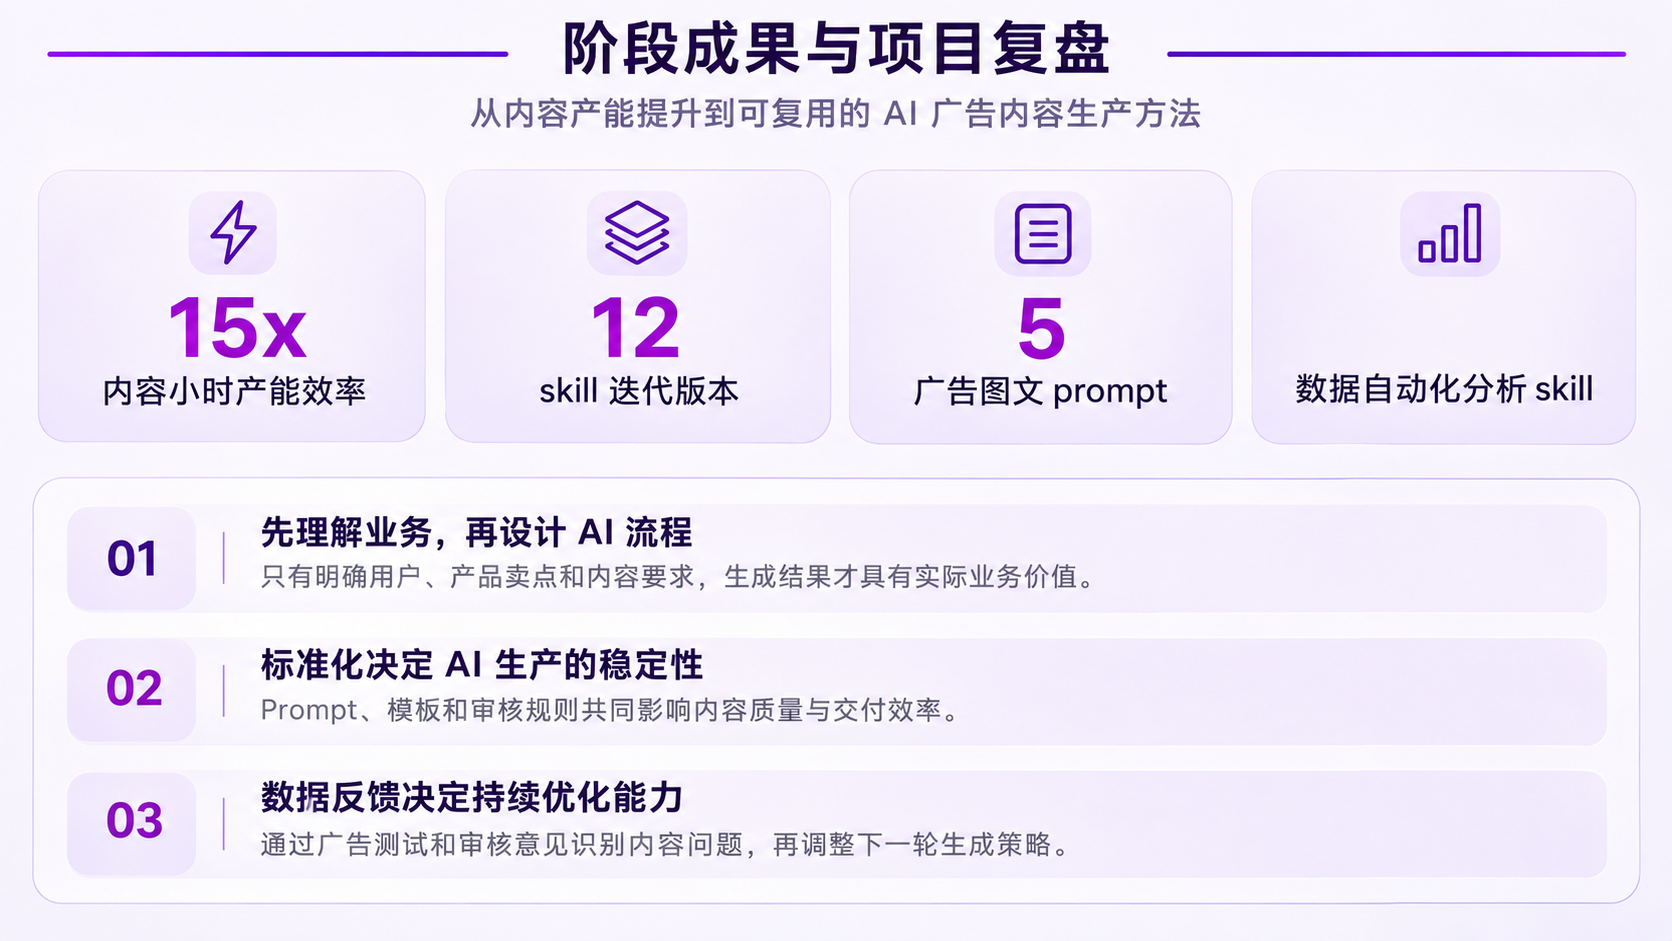 阶段成果与项目复盘
从内容产能提升到可复用的 AI 广告内容生产方法
15x
内容小时产能效率
12
skill 迭代版本
5
广告图文 prompt
数据自动化分析 skill
01
先理解业务，再设计 AI 流程
只有明确用户、产品卖点和内容要求，生成结果才具有实际业务价值。
02
标准化决定 AI 生产的稳定性
Prompt、模板和审核规则共同影响内容质量与交付效率。
03
数据反馈决定持续优化能力
通过广告测试和审核意见识别内容问题，再调整下一轮生成策略。